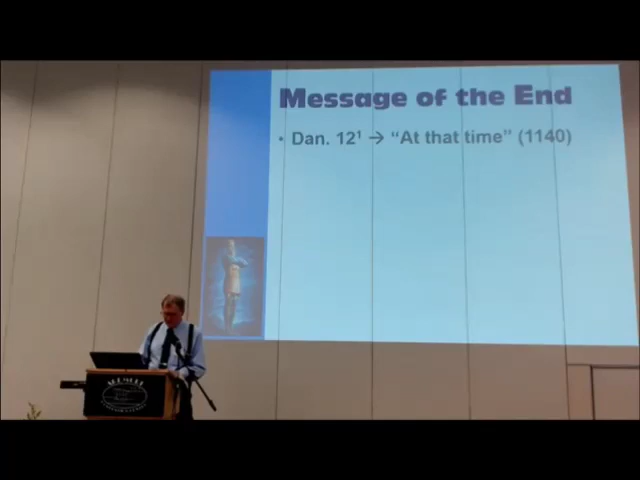 Message of the End
• Dan. 12¹ → “At that time” (1140)